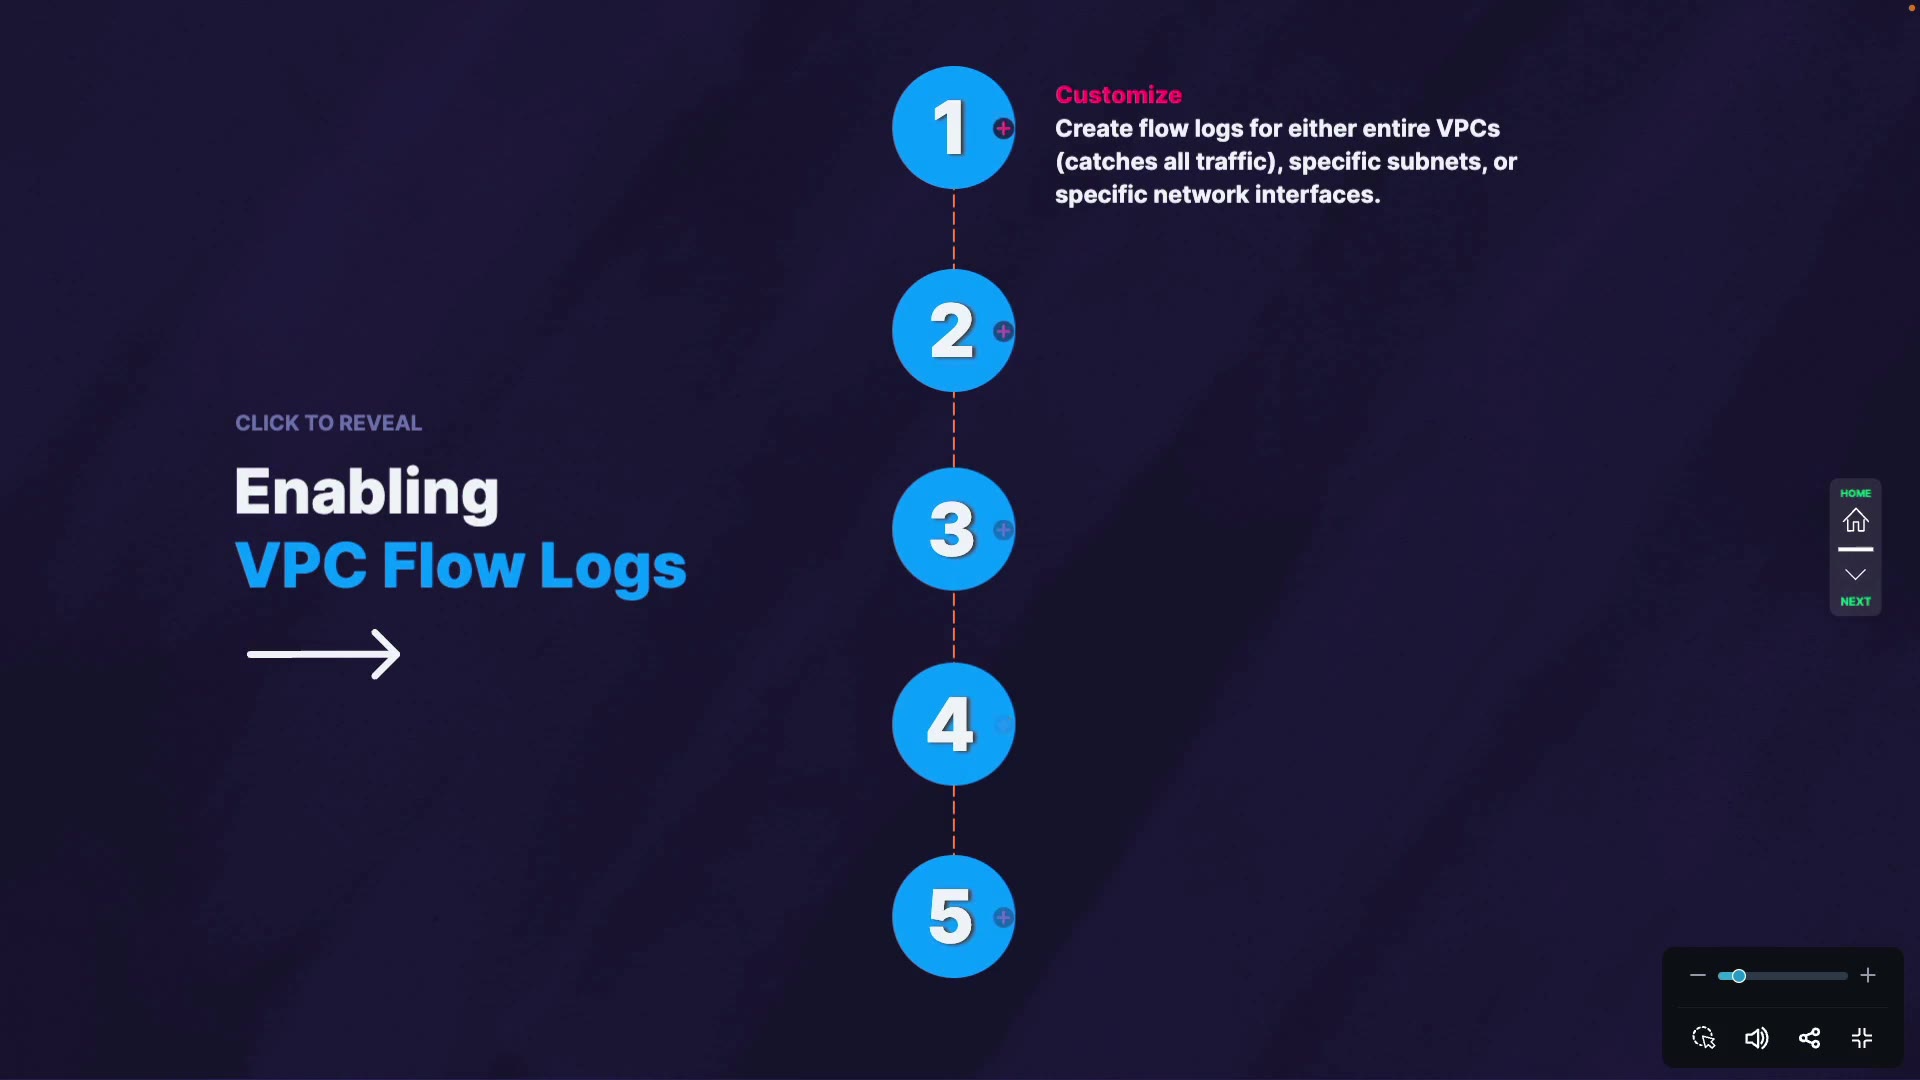 CLICK TO REVEAL
Enabling
VPC Flow Logs
1
Customize
Create flow logs for either entire VPCs
(catches all traffic), specific subnets, or
specific network interfaces.
2
3
4
5
HOME
NEXT